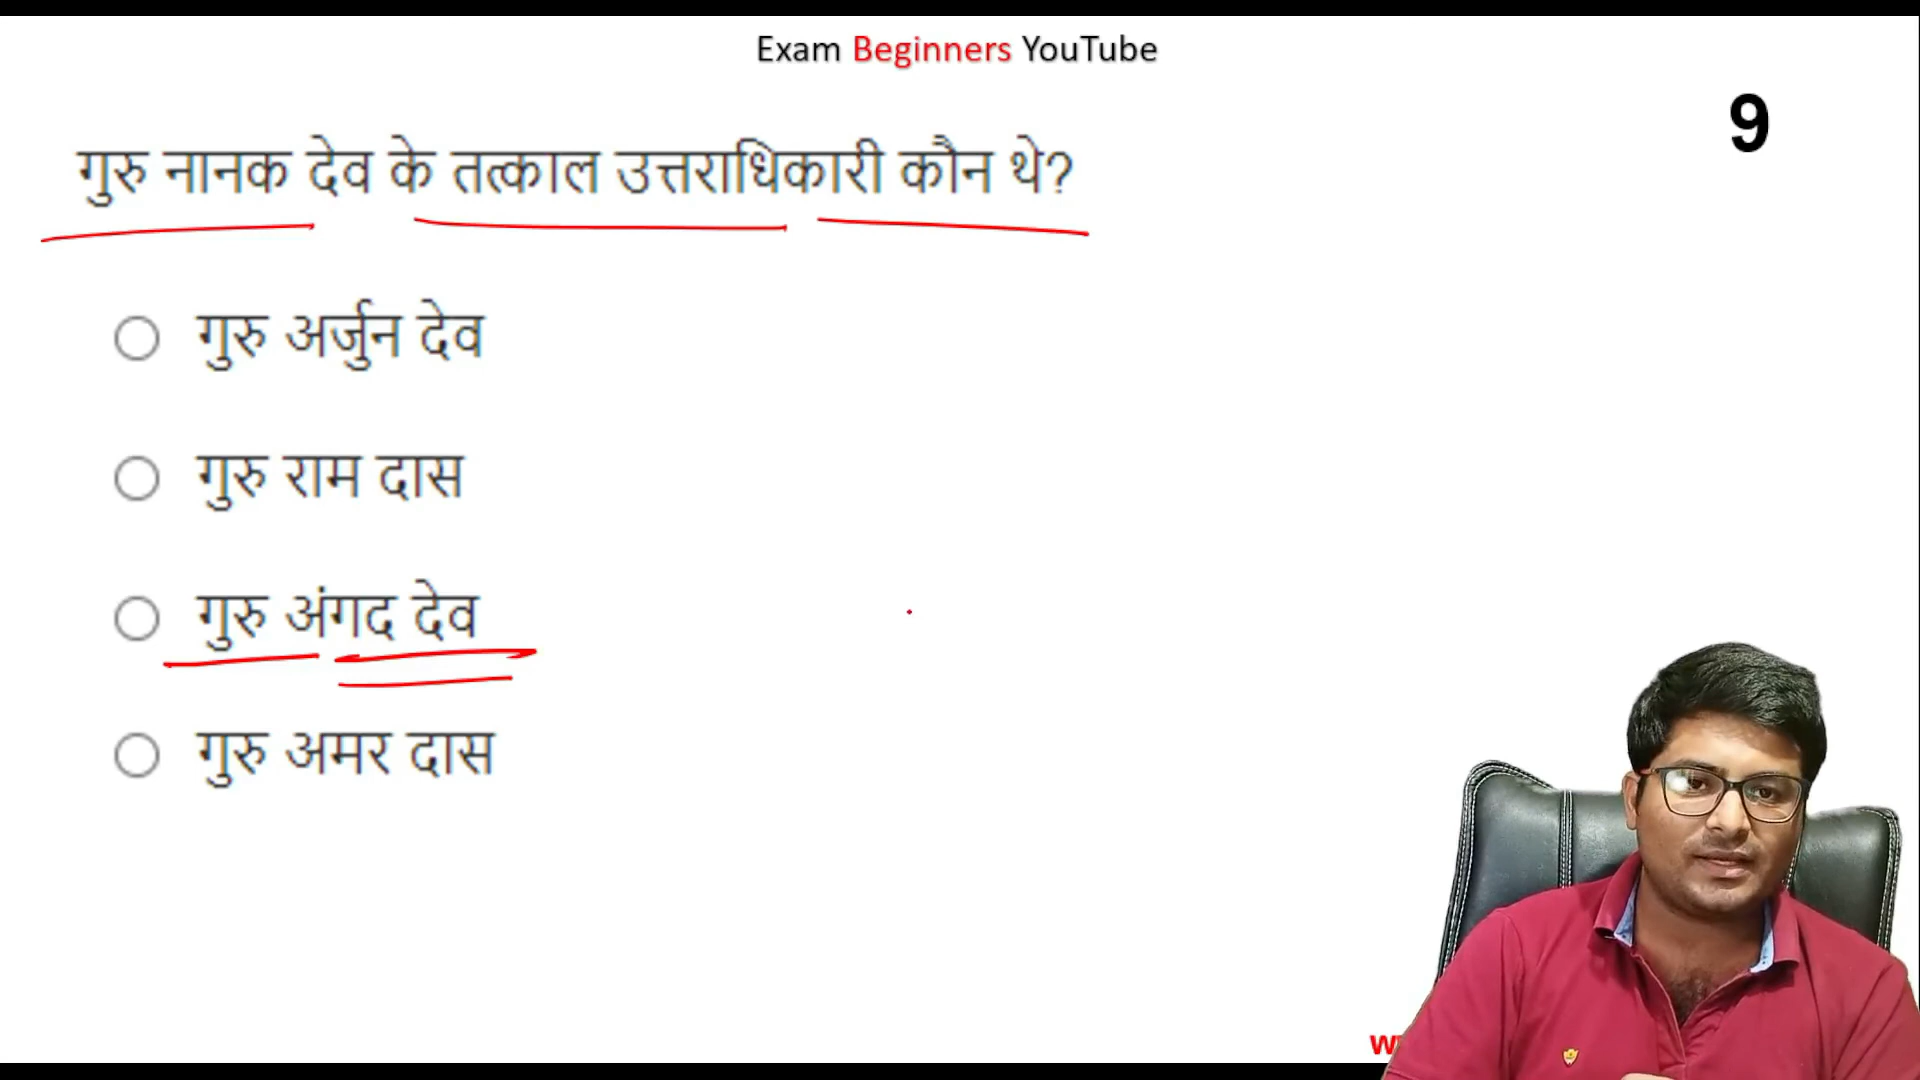 Exam Beginners YouTube
9
गुरु नानक देव के तत्काल उत्तराधिकारी कौन थे?
गुरु अर्जुन देव
गुरु राम दास
गुरु अंगद देव
गुरु अमर दास